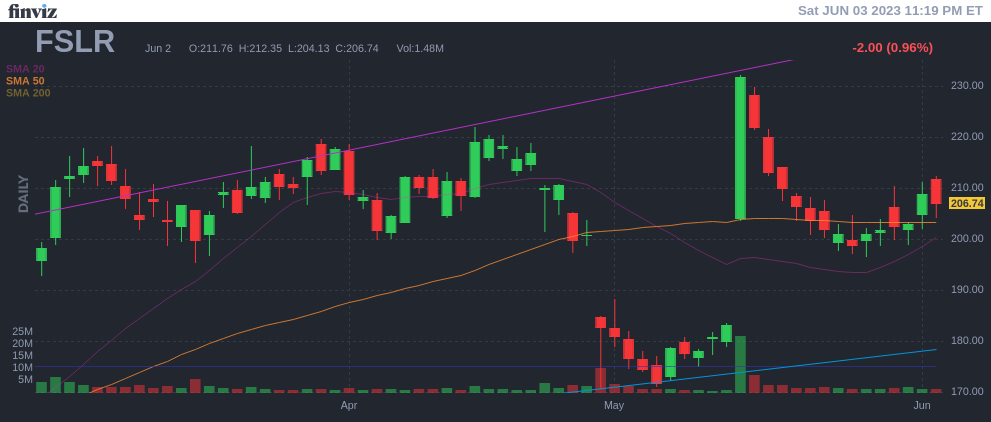 finviz
Sat JUN 03 2023 11:19 PM ET
FSLR
Jun 2 O:211.76 H:212.35 L:204.13 C:206.74 Vol:1.48M
-2.00 (0.96%)
SMA 20
SMA 50
SMA 200
DAILY
230.00
220.00
210.00
206.74
200.00
190.00
180.00
170.00
25M
20M
15M
10M
5M
Apr
May
Jun